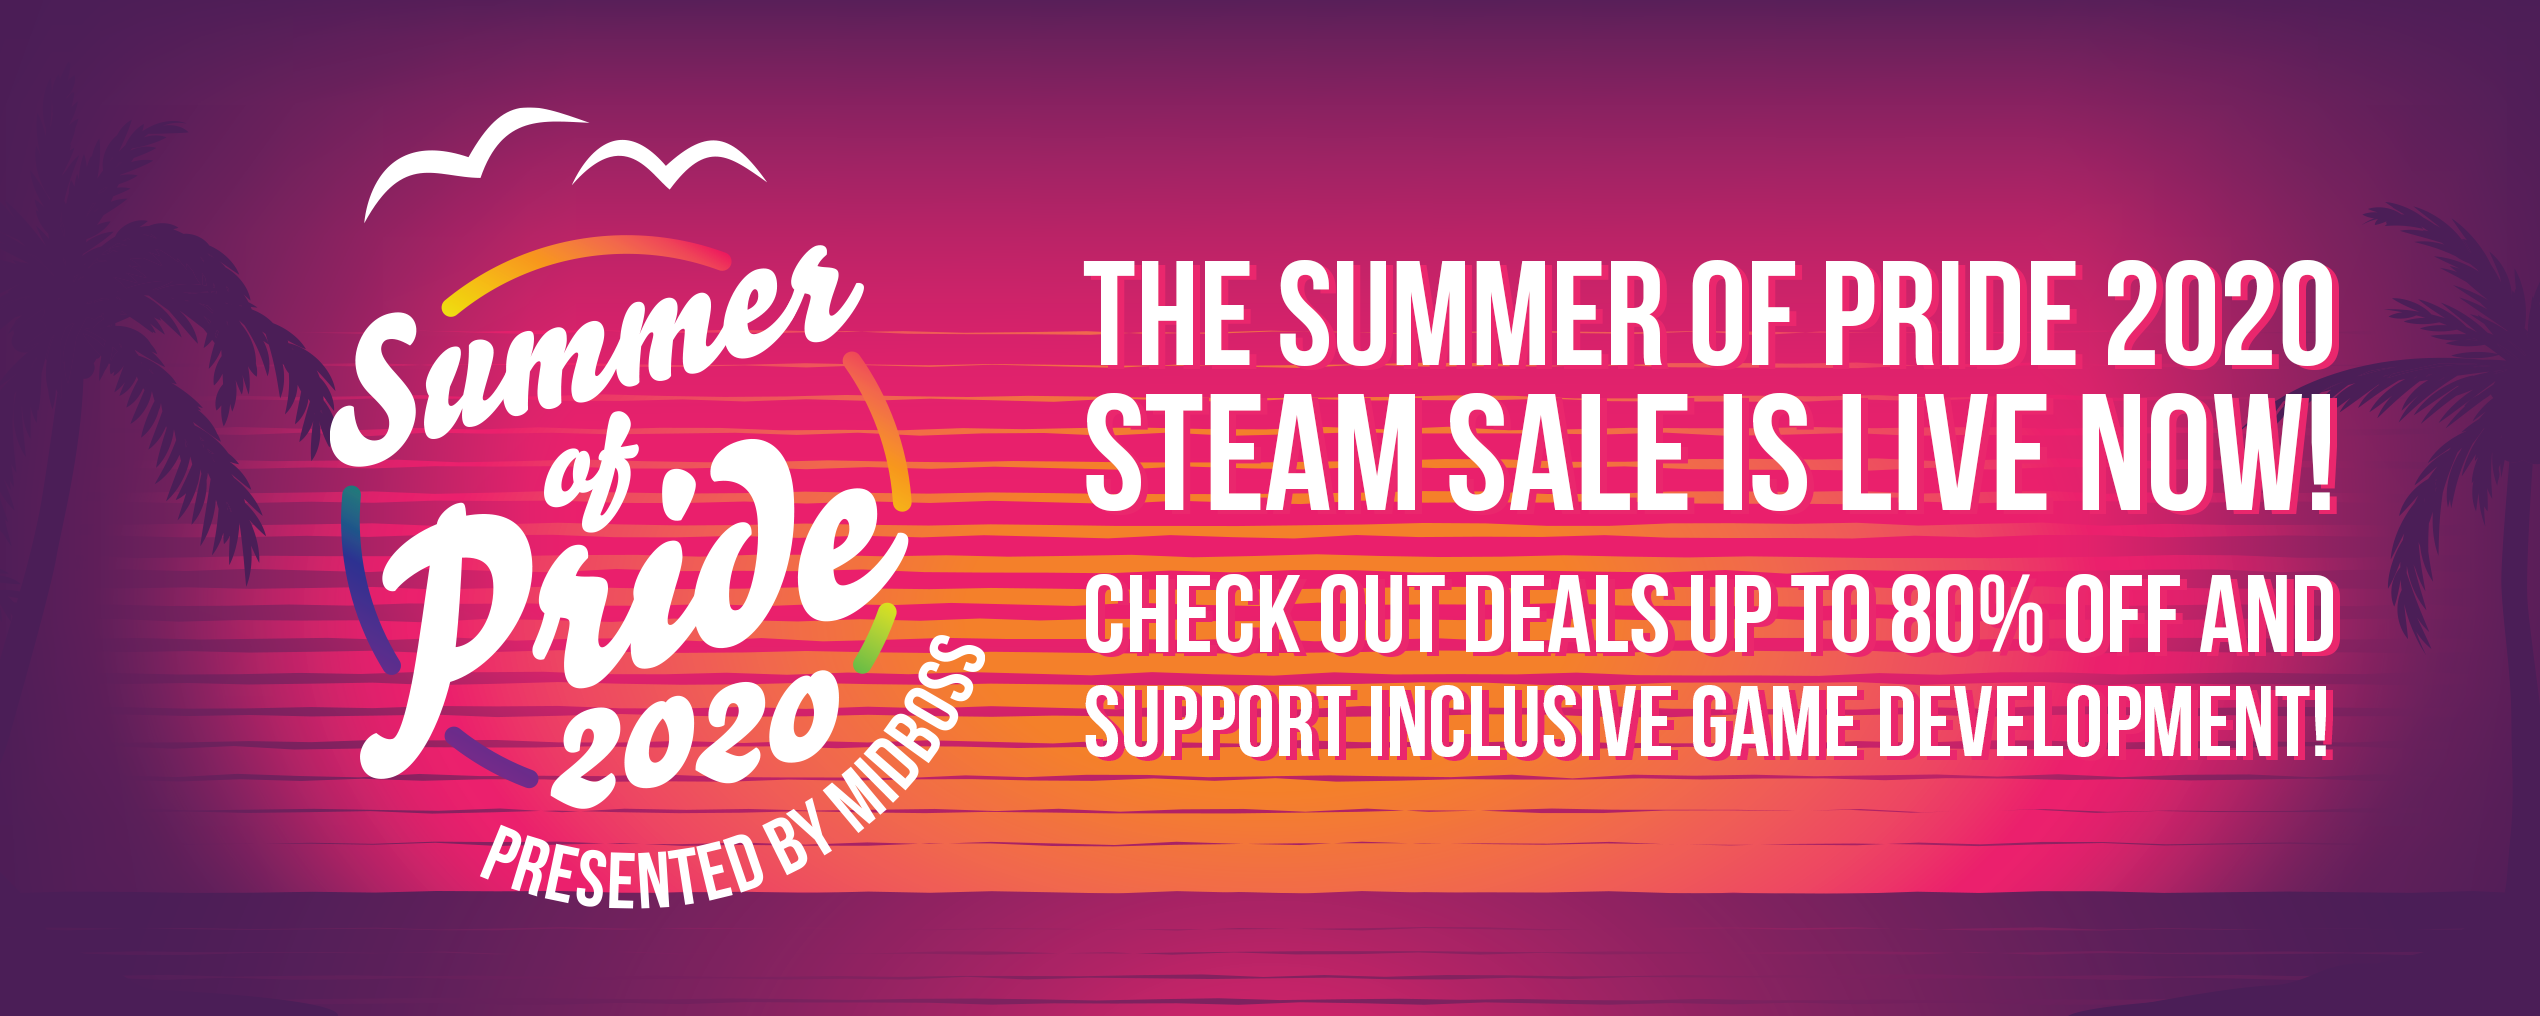 Summer
of
Pride
2020
PRESENTED BY MIDBOSS
THE SUMMER OF PRIDE 2020
STEAM SALE IS LIVE NOW!
CHECK OUT DEALS UP TO 80% OFF AND
SUPPORT INCLUSIVE GAME DEVELOPMENT!